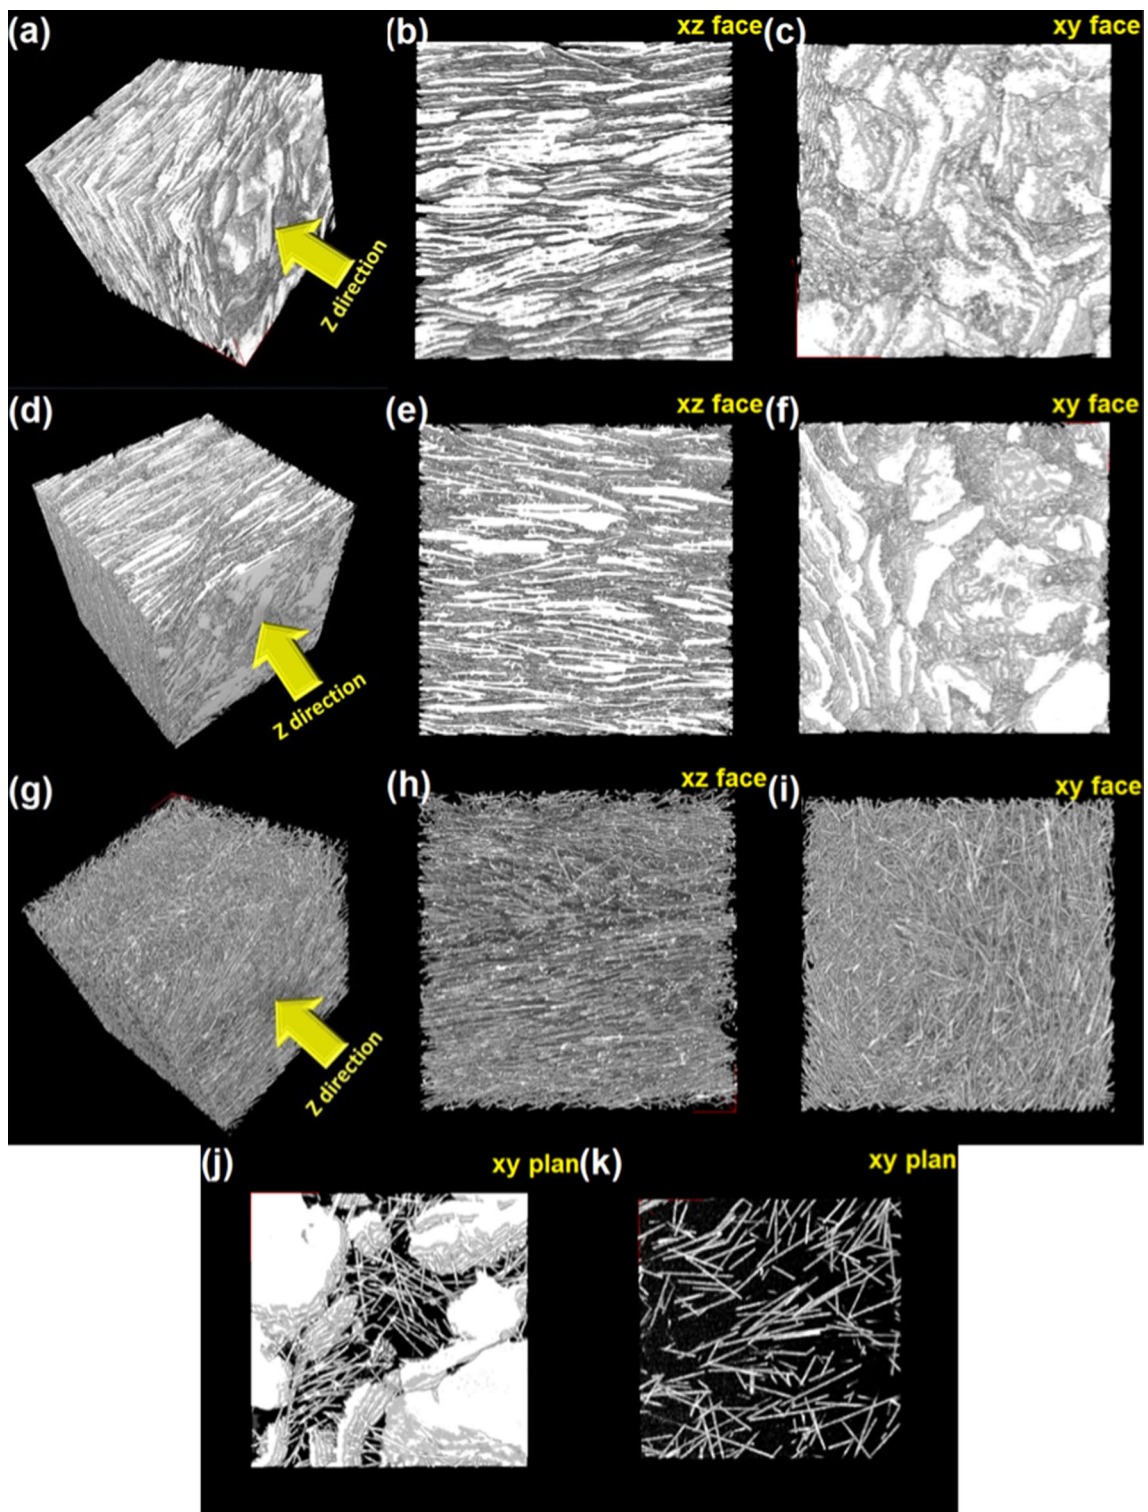 (a)
(b)
xz face
(c)
xy face
Z direction
(d)
(e)
xz face
(f)
xy face
Z direction
(g)
(h)
xz face
(i)
xy face
Z direction
(j)
xy plan
(k)
xy plan